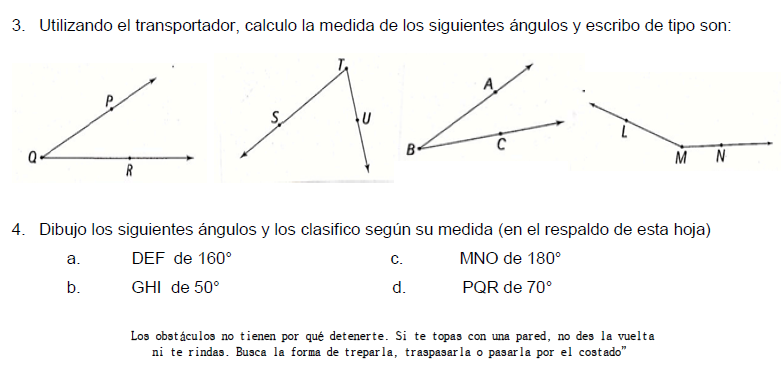 3. Utilizando el transportador, calculo la medida de los siguientes ángulos y escribo de tipo son:
P
Q
R
T
S
U
A
B
C
L
M
N
4. Dibujo los siguientes ángulos y los clasifico según su medida (en el respaldo de esta hoja)
a. DEF de 160° c. MNO de 180°
b. GHI de 50° d. PQR de 70°
Los obstáculos no tienen por qué detenerte. Si te topas con una pared, no des la vuelta
ni te rindas. Busca la forma de treparla, traspasarla o pasarla por el costado"